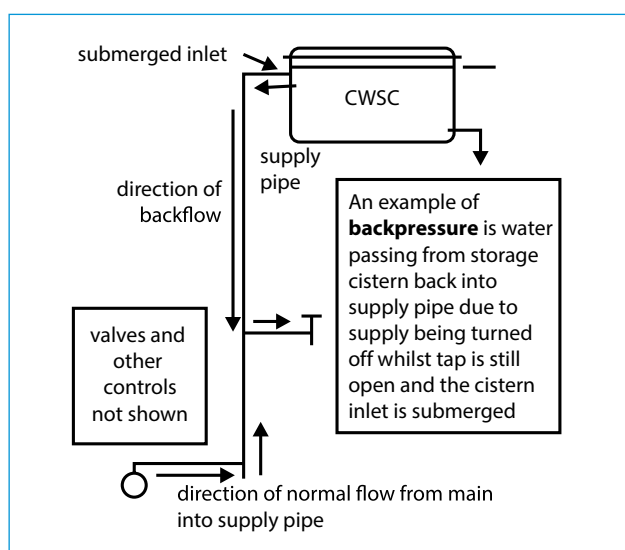 submerged inlet
CWSC
supply
pipe
direction of
backflow
An example of
backpressure is water
passing from storage
cistern back into
supply pipe due to
supply being turned
off whilst tap is still
open and the cistern
inlet is submerged
valves and
other
controls
not shown
direction of normal flow from main
into supply pipe